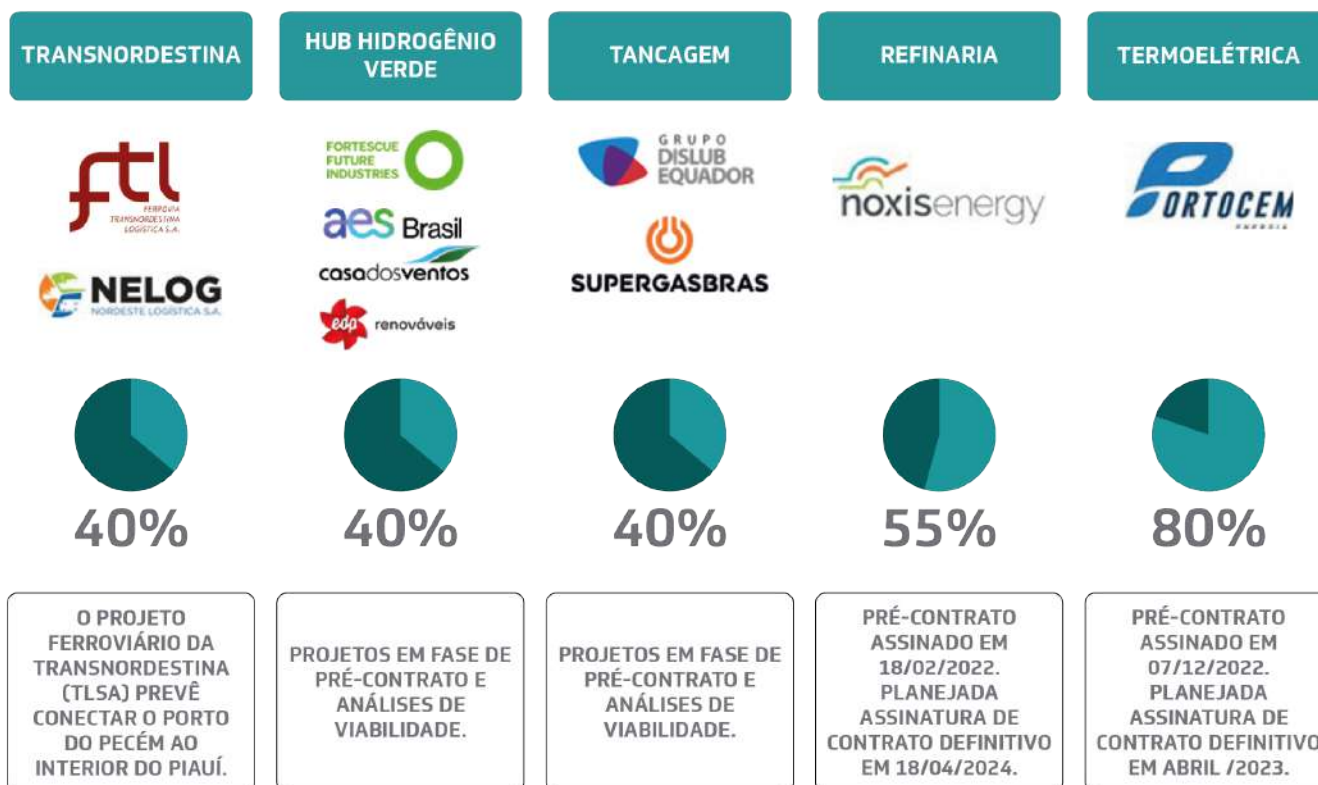 TRANSNORDESTINA
HUB HIDROGÊNIO
VERDE
TANCAGEM
REFINARIA
TERMOELÉTRICA
ftl
FERROVIA
TRANSNORDESTINA
LOGÍSTICA S.A.
NELOG
NORDESTE LOGÍSTICA S.A.
FORTESCUE
FUTURE
INDUSTRIES
aes Brasil
casadosventos
edp renováveis
GRUPO
DISLUB
EQUADOR
SUPERGASBRAS
noxisenergy
PORTOCEM
ENERGIA
40%
40%
40%
55%
80%
O PROJETO
FERROVIÁRIO DA
TRANSNORDESTINA
(TLSA) PREVÊ
CONECTAR O PORTO
DO PECÉM AO
INTERIOR DO PIAUÍ.
PROJETOS EM FASE DE
PRÉ-CONTRATO E
ANÁLISES DE
VIABILIDADE.
PROJETOS EM FASE DE
PRÉ-CONTRATO E
ANÁLISES DE
VIABILIDADE.
PRÉ-CONTRATO
ASSINADO EM
18/02/2022.
PLANEJADA
ASSINATURA DE
CONTRATO DEFINITIVO
EM 18/04/2024.
PRÉ-CONTRATO
ASSINADO EM
07/12/2022.
PLANEJADA
ASSINATURA DE
CONTRATO DEFINITIVO
EM ABRIL /2023.